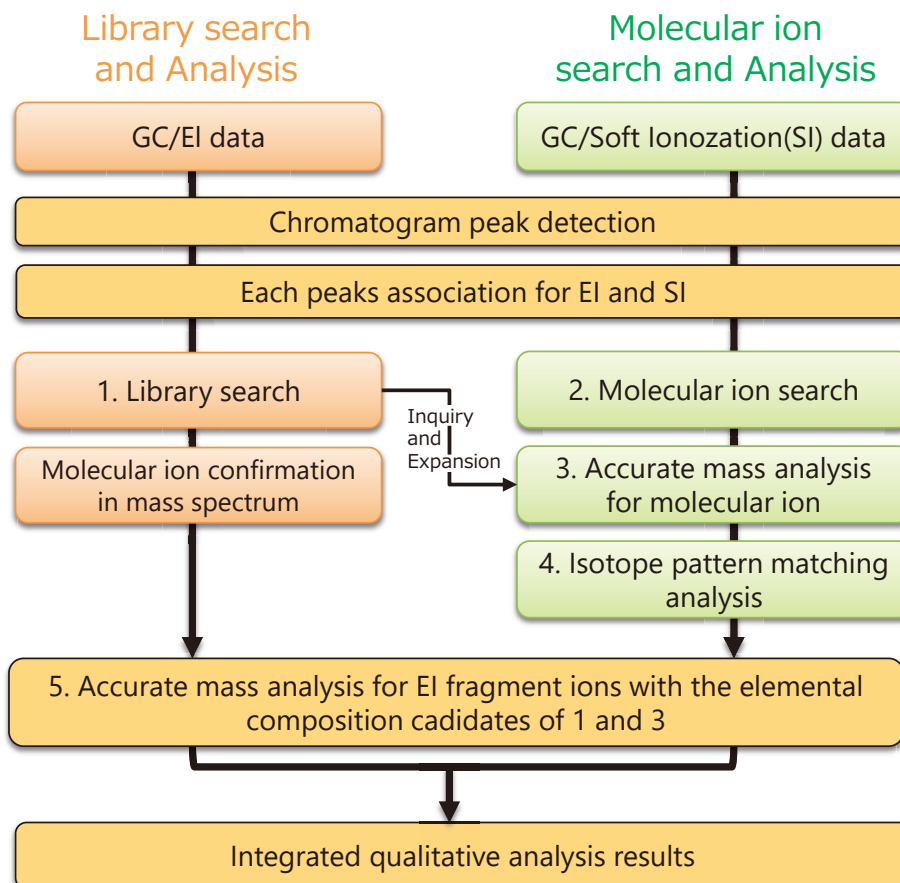 Library search
and Analysis
Molecular ion
search and Analysis
GC/EI data
GC/Soft Ionozation(SI) data
Chromatogram peak detection
Each peaks association for EI and SI
1. Library search
2. Molecular ion search
Inquiry
and
Expansion
Molecular ion confirmation
in mass spectrum
3. Accurate mass analysis
for molecular ion
4. Isotope pattern matching
analysis
5. Accurate mass analysis for EI fragment ions with the elemental
composition cadidates of 1 and 3
Integrated qualitative analysis results